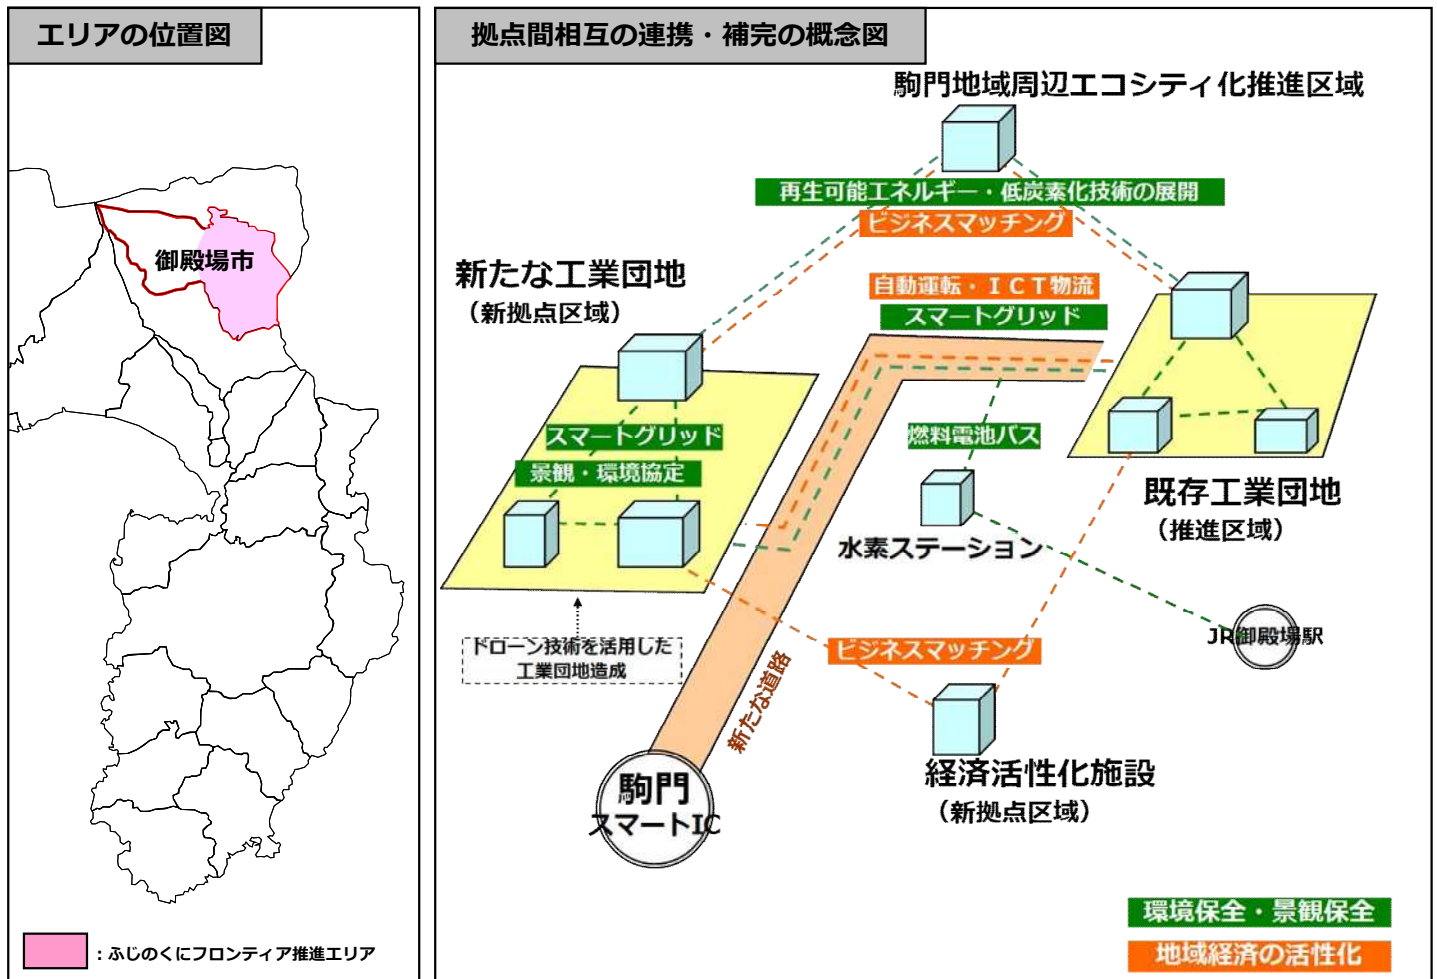 エリアの位置図
御殿場市
：ふじのくにフロンティア推進エリア
拠点間相互の連携・補完の概念図
駒門地域周辺エコシティ化推進区域
再生可能エネルギー・低炭素化技術の展開
ビジネスマッチング
新たな工業団地
（新拠点区域）
自動運転・ＩＣＴ物流
スマートグリッド
スマートグリッド
景観・環境協定
燃料電池バス
既存工業団地
（推進区域）
水素ステーション
JR御殿場駅
ドローン技術を活用した
工業団地造成
ビジネスマッチング
新たな道路
経済活性化施設
（新拠点区域）
駒門
スマートIC
環境保全・景観保全
地域経済の活性化